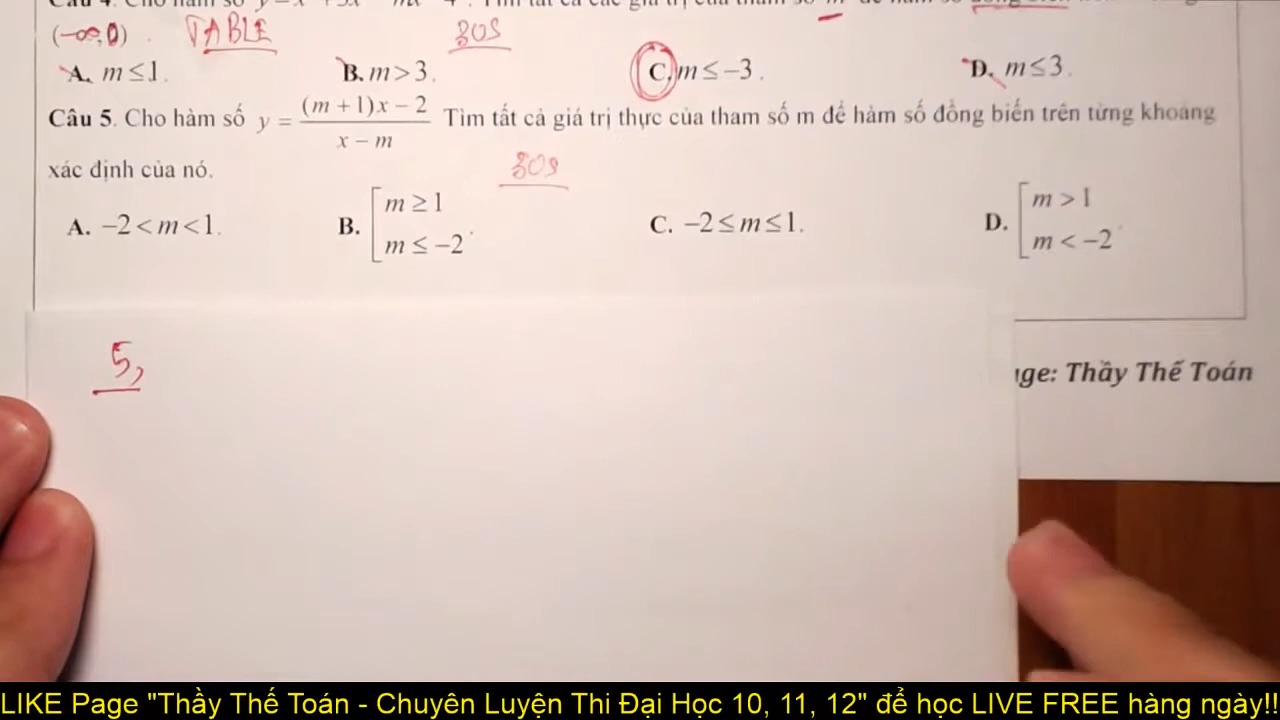 (-∞;0) . TABLE 30s
A. m ≤ 1. B. m > 3. C. m ≤ -3. D. m ≤ 3.
Câu 5. Cho hàm số y = \frac{(m+1)x-2}{x-m} Tìm tất cả giá trị thực của tham số m để hàm số đồng biến trên từng khoảng
xác định của nó. 30s
A. -2 < m < 1. B. [m ≥ 1 m ≤ -2. C. -2 ≤ m ≤ 1. D. [m > 1 m < -2.
5,
ge: Thầy Thế Toán
LIKE Page "Thầy Thế Toán - Chuyên Luyện Thi Đại Học 10, 11, 12" để học LIVE FREE hàng ngày!!